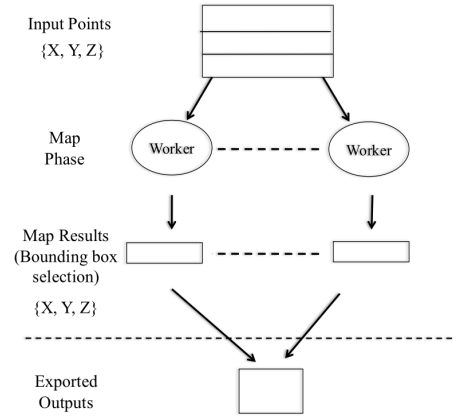 Input Points
{X, Y, Z}
Map
Phase
Worker
Worker
Map Results
(Bounding box
selection)
{X, Y, Z}
Exported
Outputs